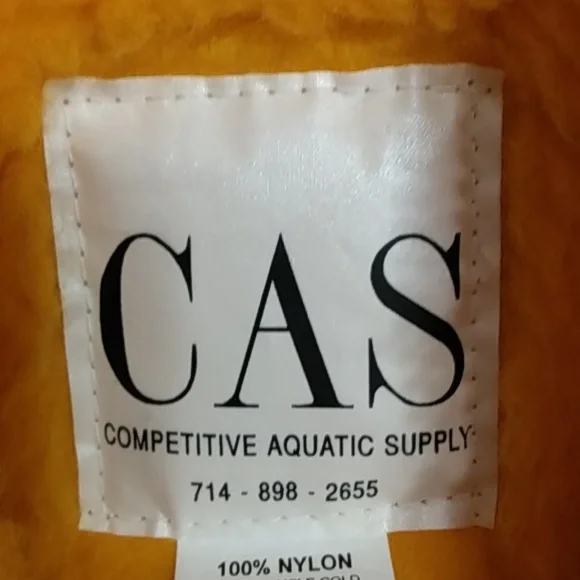 CAS
COMPETITIVE AQUATIC SUPPLY
714 - 898 - 2655
100% NYLON